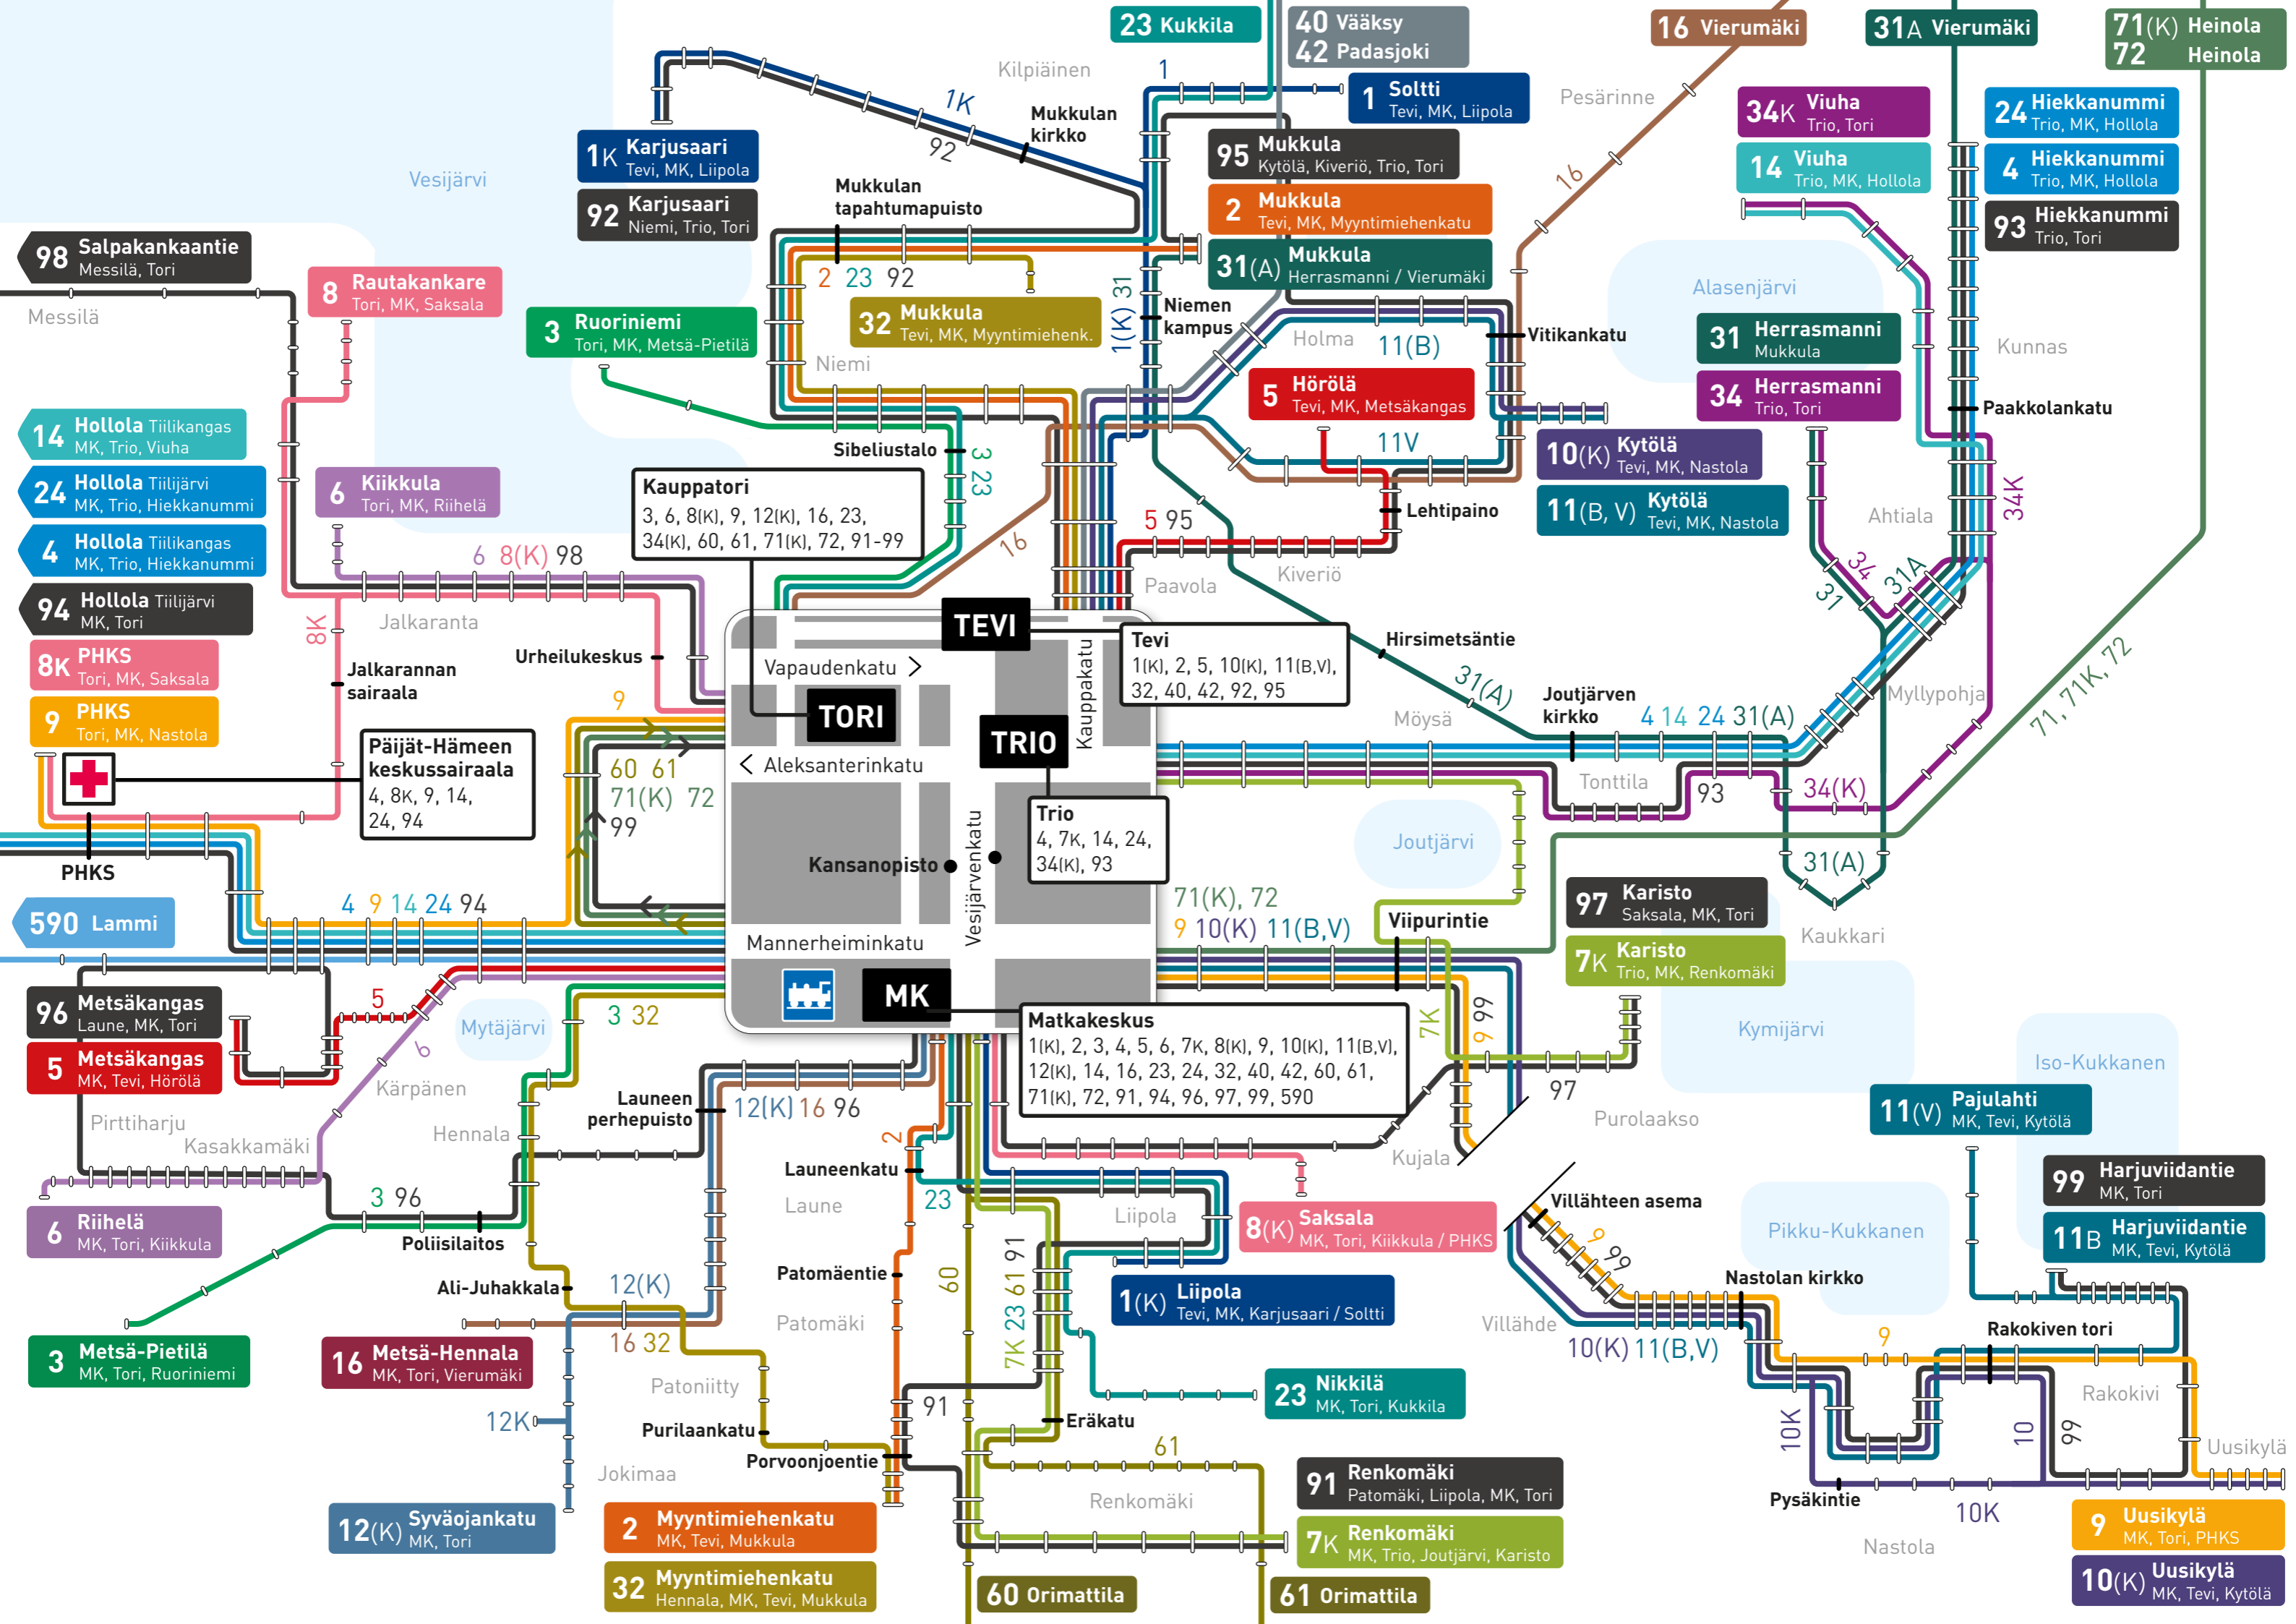 23 Kukkila
40 Vääksy
42 Padasjoki
16 Vierumäki
31A Vierumäki
71(K) Heinola
72 Heinola
Kilpiäinen
1
1 Soltti
Tevi, MK, Liipola
Pesärinne
34K Viuha
Trio, Tori
24 Hiekkanummi
Trio, MK, Hollola
1K
92
Mukkulan
kirkko
1K Karjusaari
Tevi, MK, Liipola
92 Karjusaari
Niemi, Trio, Tori
95 Mukkula
Kytölä, Kiveriö, Trio, Tori
2 Mukkula
Tevi, MK, Myyntimiehenkatu
31(A) Mukkula
Herrasmanni / Vierumäki
16
14 Viuha
Trio, MK, Hollola
4 Hiekkanummi
Trio, MK, Hollola
93 Hiekkanummi
Trio, Tori
Vesijärvi
Mukkulan
tapahtumapuisto
98 Salpakankaantie
Messilä, Tori
Messilä
8 Rautakankare
Tori, MK, Saksala
2 23 92
32 Mukkula
Tevi, MK, Myyntimiehenk.
3 Ruoriniemi
Tori, MK, Metsä-Pietilä
Niemi
1(K) 31
Niemen
kampus
Holma
11(B)
Vitikankatu
Alasenjärvi
31 Herrasmanni
Mukkula
34 Herrasmanni
Trio, Tori
Kunnas
Paakkolankatu
5 Hörölä
Tevi, MK, Metsäkangas
11V
10(K) Kytölä
Tevi, MK, Nastola
11(B, V) Kytölä
Tevi, MK, Nastola
Lehtipaino
14 Hollola Tiilikangas
MK, Trio, Viuha
24 Hollola Tiilijärvi
MK, Trio, Hiekkanummi
4 Hollola Tiilikangas
MK, Trio, Hiekkanummi
94 Hollola Tiilijärvi
MK, Tori
8K PHKS
Tori, MK, Saksala
9 PHKS
Tori, MK, Nastola
6 Kiikkula
Tori, MK, Riihelä
Sibeliustalo
3 23
Kauppatori
3, 6, 8(K), 9, 12(K), 16, 23,
34(K), 60, 61, 71(K), 72, 91-99
16
5 95
Paavola
Kiveriö
Ahtiala
34K
34
31
31A
6 8(K) 98
Jalkaranta
8K
Jalkarannan
sairaala
Urheilukeskus
TEVI
Tevi
1(K), 2, 5, 10(K), 11(B,V),
32, 40, 42, 92, 95
Hirsimetsäntie
31(A)
Vapaudenkatu >
TORI
TRIO
Kauppakatu
< Aleksanterinkatu
Möysä
Joutjärven
kirkko
4 14 24 31(A)
Myllypohja
71, 71K, 72
9
60 61
71(K) 72
99
Päijät-Hämeen
keskussairaala
4, 8K, 9, 14,
24, 94
PHKS
Trio
4, 7K, 14, 24,
34(K), 93
Kansanopisto
Vesijärvenkatu
Tonttila
93
34(K)
Joutjärvi
31(A)
Kaukkari
590 Lammi
4 9 14 24 94
Mannerheiminkatu
MK
71(K), 72
9 10(K) 11(B,V)
Viipurintie
97 Karisto
Saksala, MK, Tori
7K Karisto
Trio, MK, Renkomäki
96 Metsäkangas
Laune, MK, Tori
5 Metsäkangas
MK, Tevi, Hörölä
5
6
Mytäjärvi
3 32
Matkakeskus
1(K), 2, 3, 4, 5, 6, 7K, 8(K), 9, 10(K), 11(B,V),
12(K), 14, 16, 23, 24, 32, 40, 42, 60, 61,
71(K), 72, 91, 94, 96, 97, 99, 590
7K
9 99
97
Kymijärvi
Iso-Kukkanen
Pirttiharju
Kasakkamäki
Kärpänen
Hennala
Launeen
perhepuisto
12(K) 16 96
Purolaakso
Kujala
11(V) Pajulahti
MK, Tevi, Kytölä
6 Riihelä
MK, Tori, Kiikkula
3 96
Poliisilaitos
2
Launeenkatu
Laune
23
Liipola
8(K) Saksala
MK, Tori, Kiikkula / PHKS
Villähteen asema
Pikku-Kukkanen
99 Harjuviidantie
MK, Tori
11B Harjuviidantie
MK, Tevi, Kytölä
Ali-Juhakkala
12(K)
Patomäentie
Patomäki
60
7K 23 61 91
1(K) Liipola
Tevi, MK, Karjusaari / Soltti
9 99
Nastolan kirkko
Villähde
10(K) 11(B,V)
9
Rakokiven tori
3 Metsä-Pietilä
MK, Tori, Ruoriniemi
16 Metsä-Hennala
MK, Tori, Vierumäki
16 32
Patoniitty
12K
Purilaankatu
91
23 Nikkilä
MK, Tori, Kukkila
Eräkatu
61
Rakokivi
10K
10
99
Uusikylä
Porvoonjoentie
Jokimaa
Renkomäki
91 Renkomäki
Patomäki, Liipola, MK, Tori
7K Renkomäki
MK, Trio, Joutjärvi, Karisto
Pysäkintie
10K
Nastola
12(K) Syväojankatu
MK, Tori
2 Myyntimiehenkatu
MK, Tevi, Mukkula
32 Myyntimiehenkatu
Hennala, MK, Tevi, Mukkula
60 Orimattila
61 Orimattila
9 Uusikylä
MK, Tori, PHKS
10(K) Uusikylä
MK, Tevi, Kytölä